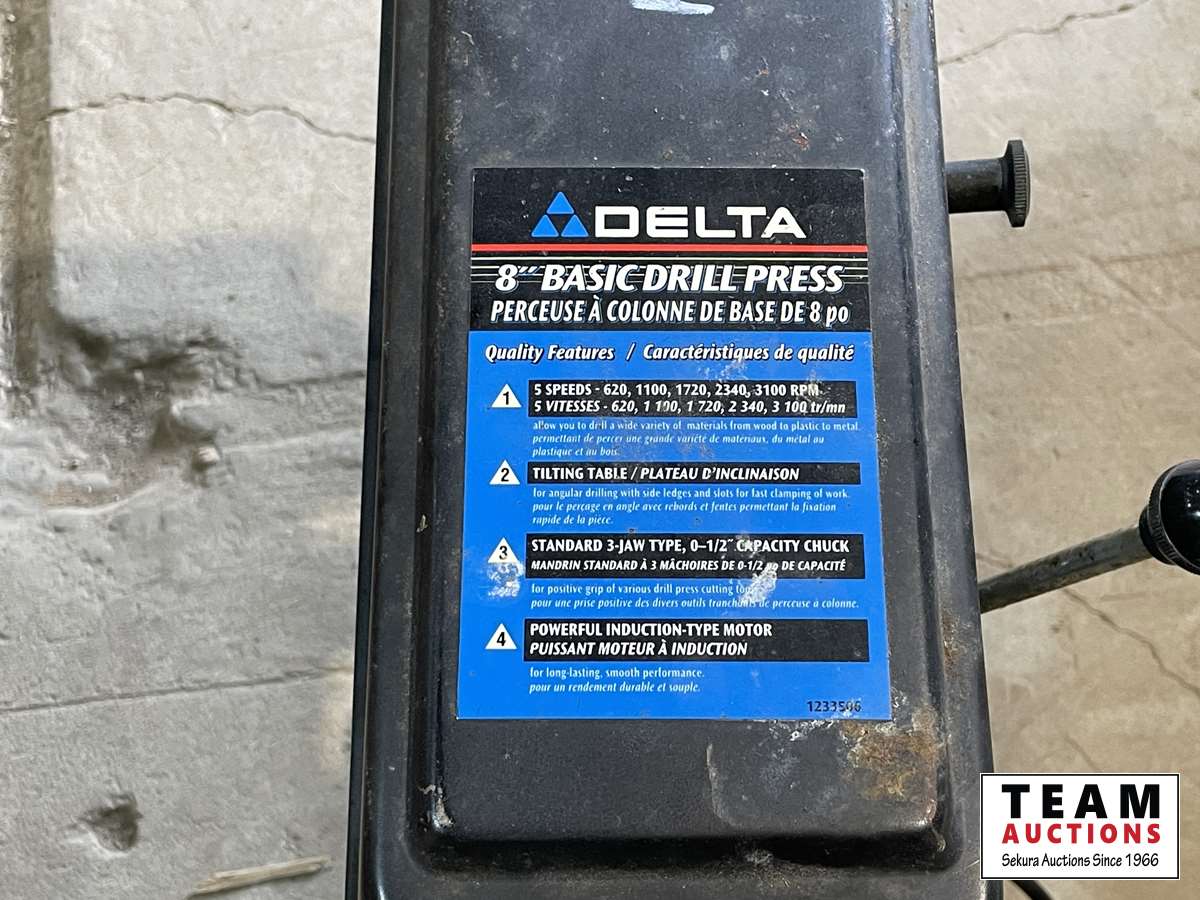 DELTA
8" BASIC DRILL PRESS
PERCEUSE À COLONNE DE BASE DE 8 po
Quality Features / Caractéristiques de qualité
1 5 SPEEDS - 620, 1100, 1720, 2340, 3100 RPM
5 VITESSES - 620, 1 100, 1 720, 2 340, 3 100 tr/mn
allow you to drill a wide variety of materials from wood to plastic to metal.
permettant de percer une grande variété de matériaux, du métal au
plastique et au bois.
2 TILTING TABLE / PLATEAU D'INCLINAISON
for angular drilling with side ledges and slots for fast clamping of work.
pour le perçage en angle avec rebords et fentes permettant la fixation
rapide de la pièce.
3 STANDARD 3-JAW TYPE, 0–1/2" CAPACITY CHUCK
MANDRIN STANDARD À 3 MÂCHOIRES DE 0-1/2 po DE CAPACITÉ
for positive grip of various drill press cutting
pour une prise positive des divers outils tranchants de perceuse à colonne.
4 POWERFUL INDUCTION-TYPE MOTOR
PUISSANT MOTEUR À INDUCTION
for long-lasting, smooth performance.
pour un rendement durable et souple.
1233506
TEAM
AUCTIONS
Sekura Auctions Since 1966